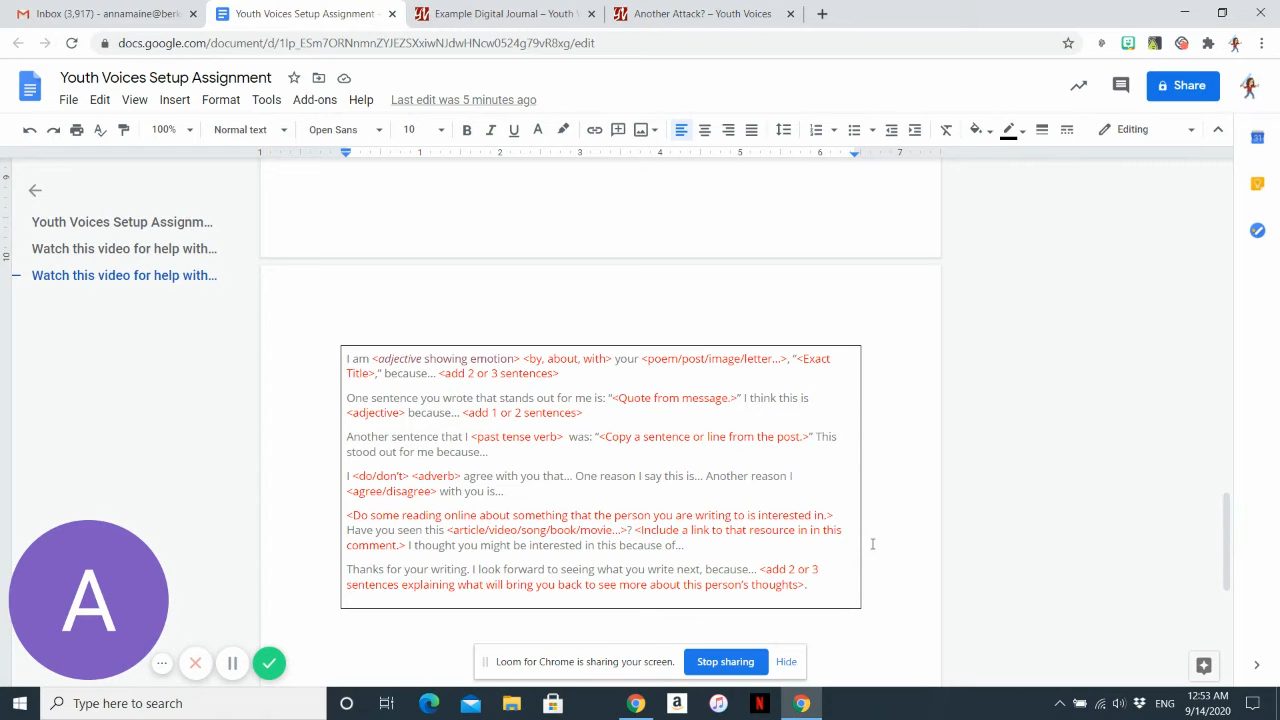 Inbox (3,917) - annamaine@berk
Youth Voices Setup Assignment -
Example Digital Journal – Youth V
Another Attack? – Youth Voices
docs.google.com/document/d/1Ip_ESm7ORNnmnZYJEZSXxiwNJdwHNcw0524g79vR8xg/edit
Youth Voices Setup Assignment
File Edit View Insert Format Tools Add-ons Help Last edit was 5 minutes ago
Share
100% Normal text Open Sans 10 B I U A Editing
1 1 2 3 4 5 6 7
9
10
Youth Voices Setup Assignm...
Watch this video for help with...
Watch this video for help with...
I am <adjective showing emotion> <by, about, with> your <poem/post/image/letter...>, "<Exact
Title>," because... <add 2 or 3 sentences>
One sentence you wrote that stands out for me is: "<Quote from message.>" I think this is
<adjective> because... <add 1 or 2 sentences>
Another sentence that I <past tense verb> was: "<Copy a sentence or line from the post.>" This
stood out for me because...
I <do/don't> <adverb> agree with you that... One reason I say this is... Another reason I
<agree/disagree> with you is...
<Do some reading online about something that the person you are writing to is interested in.>
Have you seen this <article/video/song/book/movie...>? <Include a link to that resource in in this
comment.> I thought you might be interested in this because of...
Thanks for your writing. I look forward to seeing what you write next, because... <add 2 or 3
sentences explaining what will bring you back to see more about this person's thoughts>.
A
Loom for Chrome is sharing your screen. Stop sharing Hide
Type here to search
ENG
12:53 AM
9/14/2020